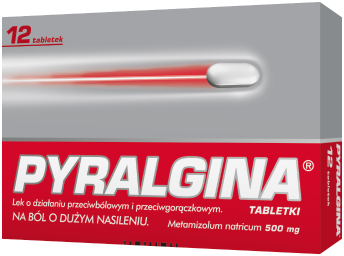 12 tabletek
PYRALGINA®
Lek o działaniu przeciwbólowym i przeciwgorączkowym.
TABLETKI
NA BÓL O DUŻYM NASILENIU.
Metamizolum natricum 500 mg
PYRALGINA
12 tabletek